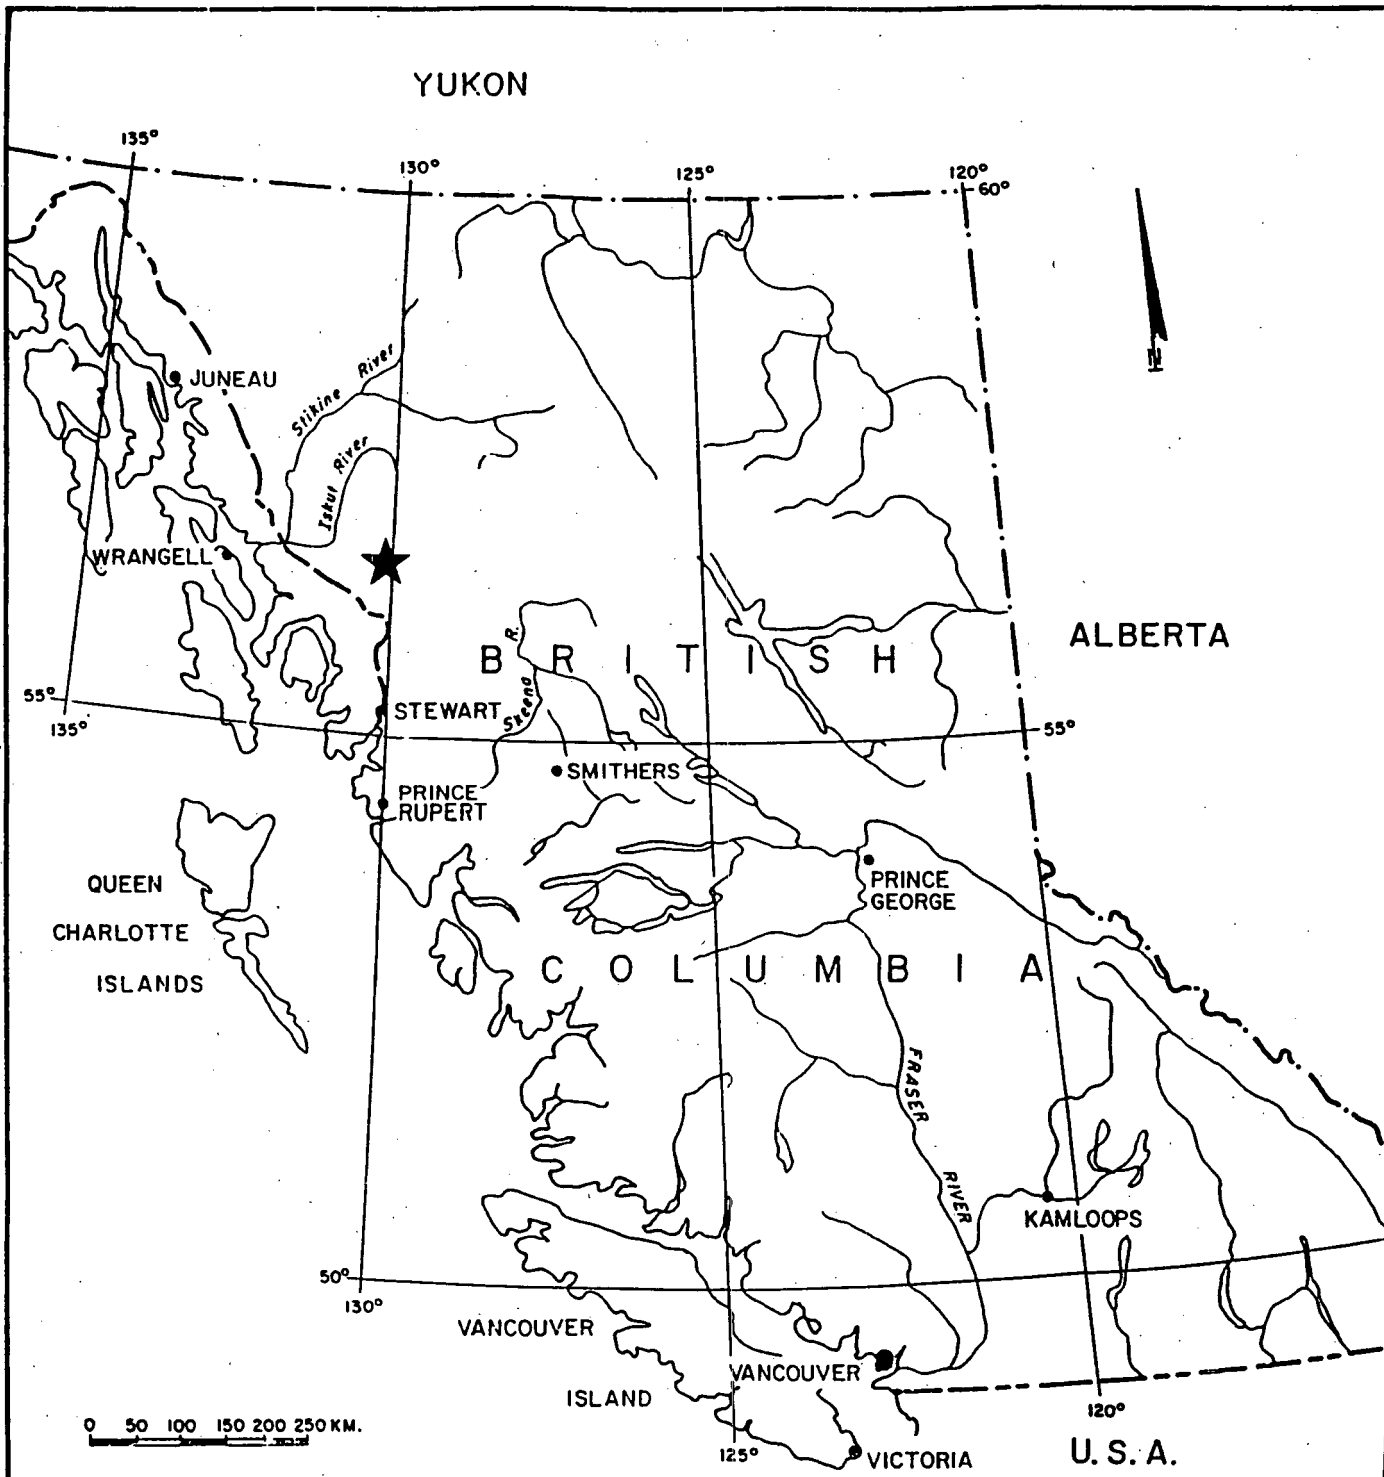 YUKON
135°
130°
125°
120°
60°
N
JUNEAU
Stikine River
Iskut River
WRANGELL
ALBERTA
BRITISH
Skeena R.
55°
135°
STEWART
55°
SMITHERS
PRINCE
RUPERT
PRINCE
GEORGE
QUEEN
CHARLOTTE
ISLANDS
COLUMBIA
FRASER
RIVER
KAMLOOPS
50°
130°
VANCOUVER
ISLAND
VANCOUVER
120°
0 50 100 150 200 250 KM.
125°
VICTORIA
U.S.A.